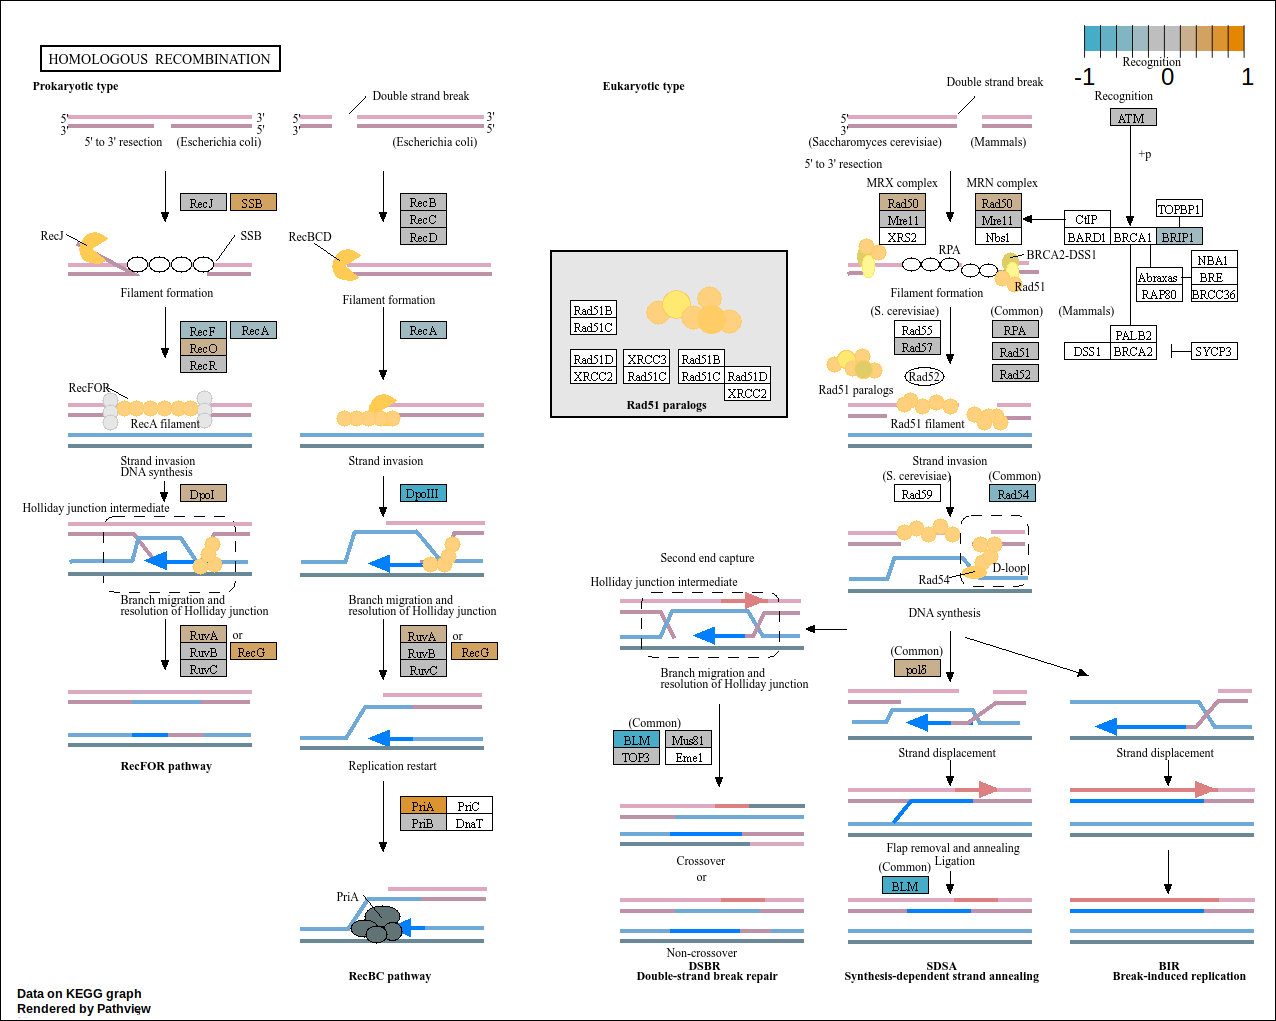 HOMOLOGOUS RECOMBINATION
Recognition
-1 0 1
Prokaryotic type
Eukaryotic type
Double strand break
Double strand break
Recognition
5' 3'
3' 5'
5' to 3' resection (Escherichia coli)
5' 3'
3' 5'
(Escherichia coli)
5'
3'
(Saccharomyces cerevisiae) (Mammals)
5' to 3' resection
ATM
+p
RecJ SSB
RecJ
SSB
Filament formation
RecF RecA
RecO
RecR
RecFOR
RecA filament
Strand invasion
DNA synthesis
DpoI
Holliday junction intermediate
Branch migration and
resolution of Holliday junction
RuvA or
RuvB RecG
RuvC
RecFOR pathway
RecB
RecC
RecD
RecBCD
Filament formation
RecA
Strand invasion
DpoIII
Branch migration and
resolution of Holliday junction
RuvA or
RuvB RecG
RuvC
Replication restart
PriA PriC
PriB DnaT
PriA
RecBC pathway
Rad51B
Rad51C
Rad51D XRCC3 Rad51B
XRCC2 Rad51C Rad51C Rad51D
XRCC2
Rad51 paralogs
MRX complex MRN complex
Rad50 Rad50
Mre11 Mre11
XRS2 Nbs1
CtIP
BARD1 BRCA1 BRIP1
TOPBP1
RPA
BRCA2-DSS1
Rad51
Abraxas
RAP80
NBA1
BRE
BRCC36
Filament formation
(S. cerevisiae) (Common) (Mammals)
Rad55 RPA
Rad57 Rad51
Rad52 Rad52
PALB2
DSS1 BRCA2 SYCP3
Rad51 paralogs
Rad51 filament
Strand invasion
(S. cerevisiae) (Common)
Rad59 Rad54
D-loop
Rad54
DNA synthesis
Second end capture
Holliday junction intermediate
Branch migration and
resolution of Holliday junction
(Common)
BLM Mus81
TOP3 Eme1
Crossover
or
Non-crossover
DSBR
Double-strand break repair
(Common)
polδ
Strand displacement
Flap removal and annealing
(Common) Ligation
BLM
SDSA
Synthesis-dependent strand annealing
Strand displacement
BIR
Break-induced replication
Data on KEGG graph
Rendered by Pathview